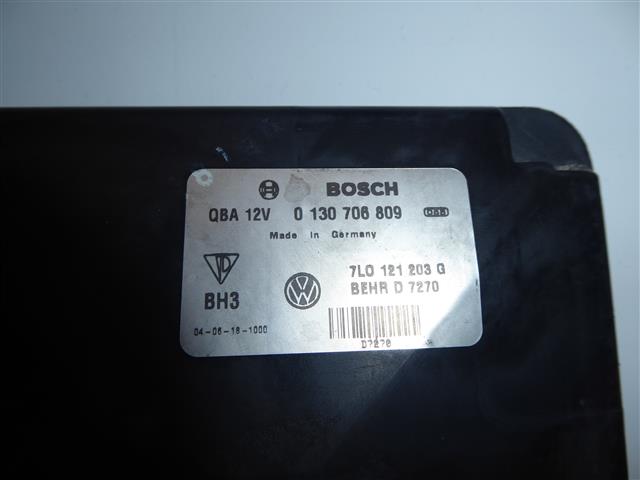 BOSCH
QBA 12V 0 130 706 809
Made in Germany
7L0 121 203 G
BH3
BEHR D 7270
04-06-18-1000
D7270